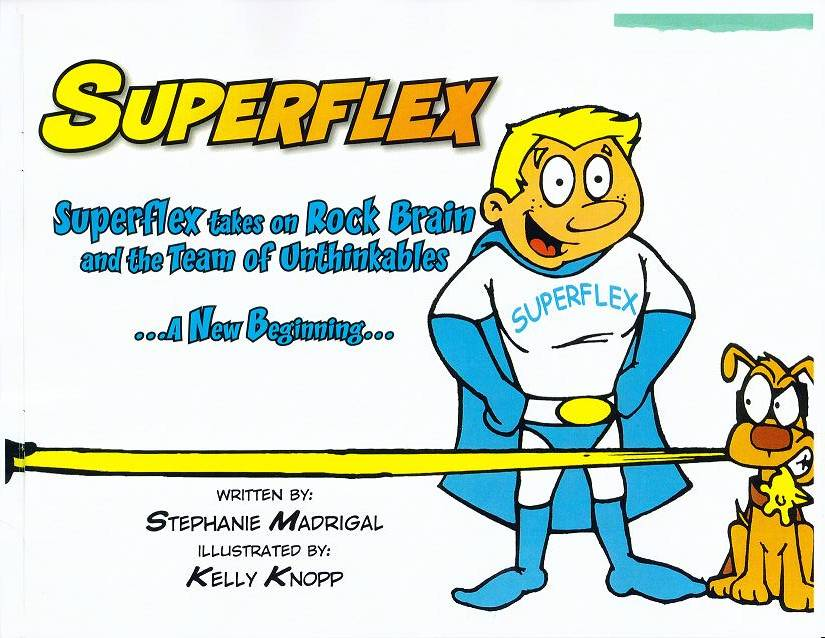 SUPERFLEX
Superflex takes on Rock Brain
and the Team of Unthinkables
...A New Beginning...
SUPERFLEX
WRITTEN BY:
STEPHANIE MADRIGAL
ILLUSTRATED BY:
KELLY KNOPP